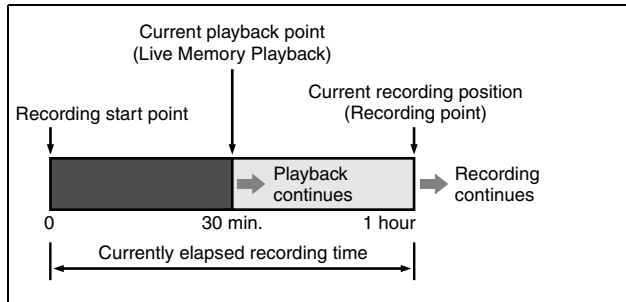 Current playback point
(Live Memory Playback)
Current recording position
(Recording point)
Recording start point
Playback
continues
Recording
continues
0
30 min.
1 hour
Currently elapsed recording time